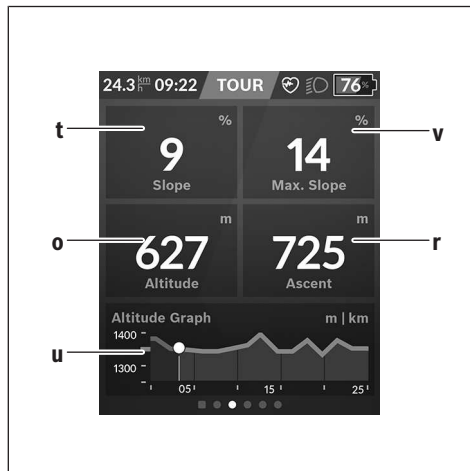 24.3 km/h 09:22 TOUR 76%
t % % v
9 14
Slope Max. Slope
o m m r
627 725
Altitude Ascent
Altitude Graph m | km
u 1400
1300
05 15 25